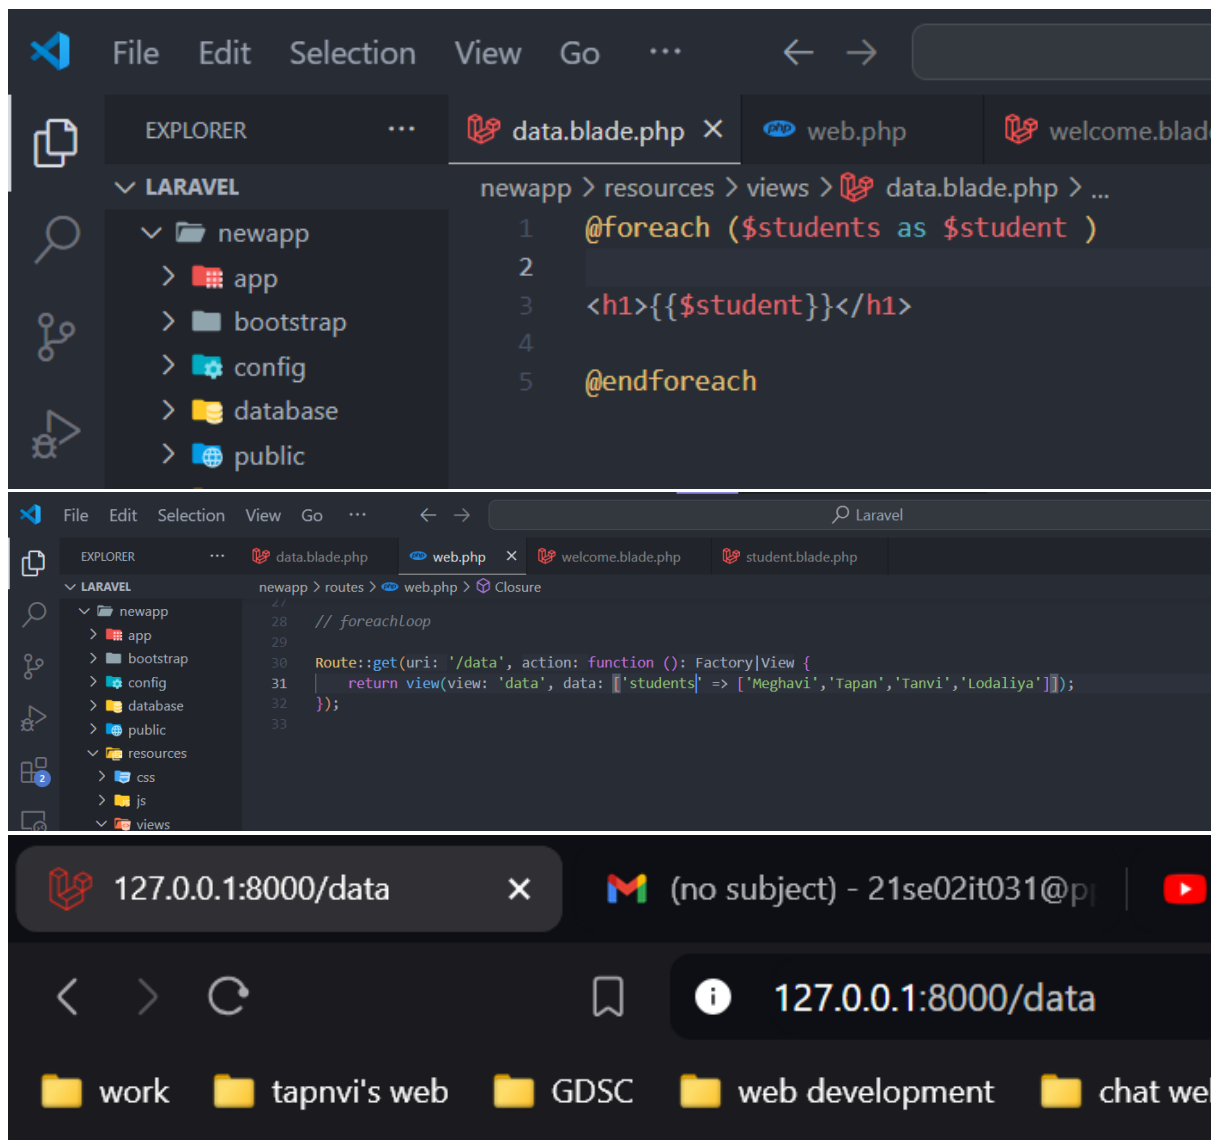 File Edit Selection View Go ···
EXPLORER ···
data.blade.php
web.php
welcome.blade
LARAVEL
newapp > resources > views > data.blade.php > ...
newapp
app
bootstrap
config
database
public
1 @foreach ($students as $student )
2
3 <h1>{{$student}}</h1>
4
5 @endforeach
File Edit Selection View Go ···
Laravel
EXPLORER ···
data.blade.php
web.php
welcome.blade.php
student.blade.php
LARAVEL
newapp > routes > web.php > Closure
newapp
app
bootstrap
config
database
public
resources
css
js
views
2
27
28 // foreachloop
29
30 Route::get(uri: '/data', action: function (): Factory|View {
31 return view(view: 'data', data: ['students' => ['Meghavi','Tapan','Tanvi','Lodaliya']]);
32 });
33
127.0.0.1:8000/data
(no subject) - 21se02it031@pp
127.0.0.1:8000/data
work
tapnvi's web
GDSC
web development
chat we